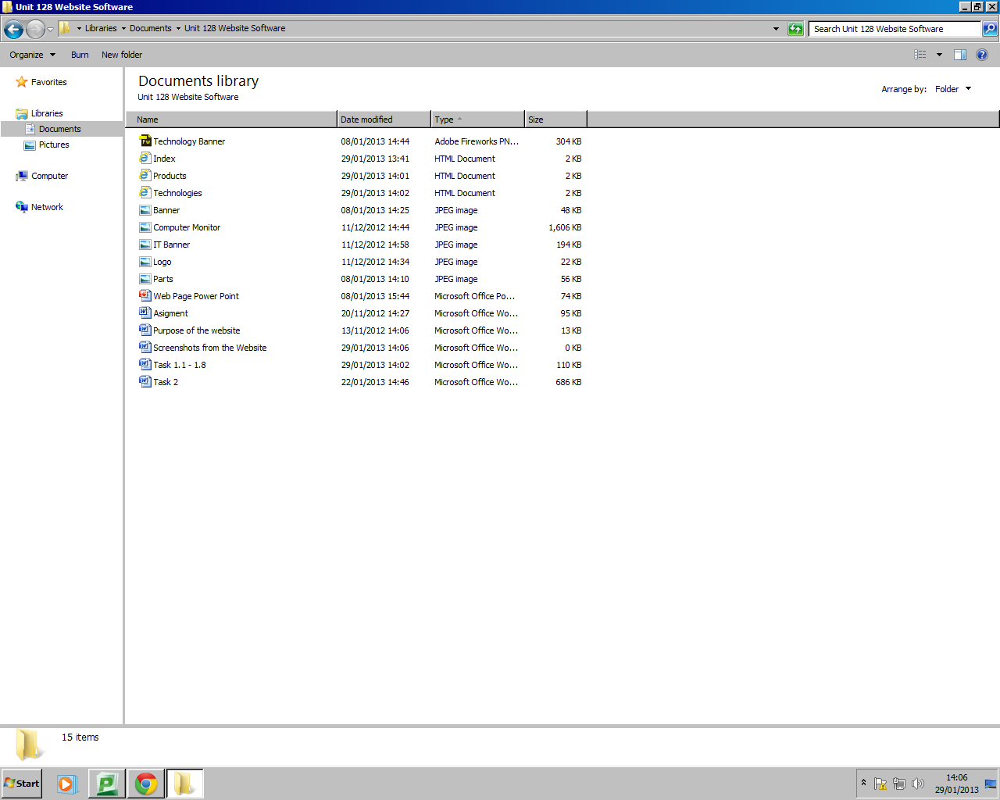 Unit 128 Website Software
Libraries Documents Unit 128 Website Software
Search Unit 128 Website Software
Organize Burn New folder
Favorites
Libraries
Documents
Pictures
Computer
Network
Documents library
Unit 128 Website Software
Arrange by: Folder
Name Date modified Type Size
Technology Banner 08/01/2013 14:44 Adobe Fireworks PN... 304 KB
Index 29/01/2013 13:41 HTML Document 2 KB
Products 29/01/2013 14:01 HTML Document 2 KB
Technologies 29/01/2013 14:02 HTML Document 2 KB
Banner 08/01/2013 14:25 JPEG image 48 KB
Computer Monitor 11/12/2012 14:44 JPEG image 1,606 KB
IT Banner 11/12/2012 14:58 JPEG image 194 KB
Logo 11/12/2012 14:34 JPEG image 22 KB
Parts 08/01/2013 14:10 JPEG image 56 KB
Web Page Power Point 08/01/2013 15:44 Microsoft Office Po... 74 KB
Asigment 20/11/2012 14:27 Microsoft Office Wo... 95 KB
Purpose of the website 13/11/2012 14:06 Microsoft Office Wo... 13 KB
Screenshots from the Website 29/01/2013 14:06 Microsoft Office Wo... 0 KB
Task 1.1 - 1.8 29/01/2013 14:02 Microsoft Office Wo... 110 KB
Task 2 22/01/2013 14:46 Microsoft Office Wo... 686 KB
15 items
Start
14:06
29/01/2013